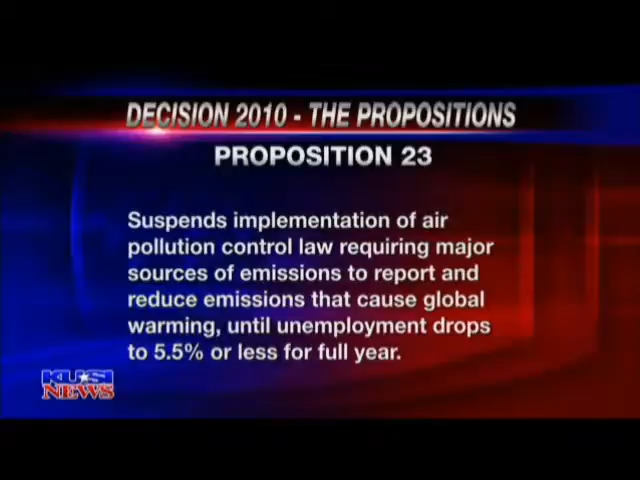 DECISION 2010 - THE PROPOSITIONS
PROPOSITION 23
Suspends implementation of air
pollution control law requiring major
sources of emissions to report and
reduce emissions that cause global
warming, until unemployment drops
to 5.5% or less for full year.
KUSI
NEWS